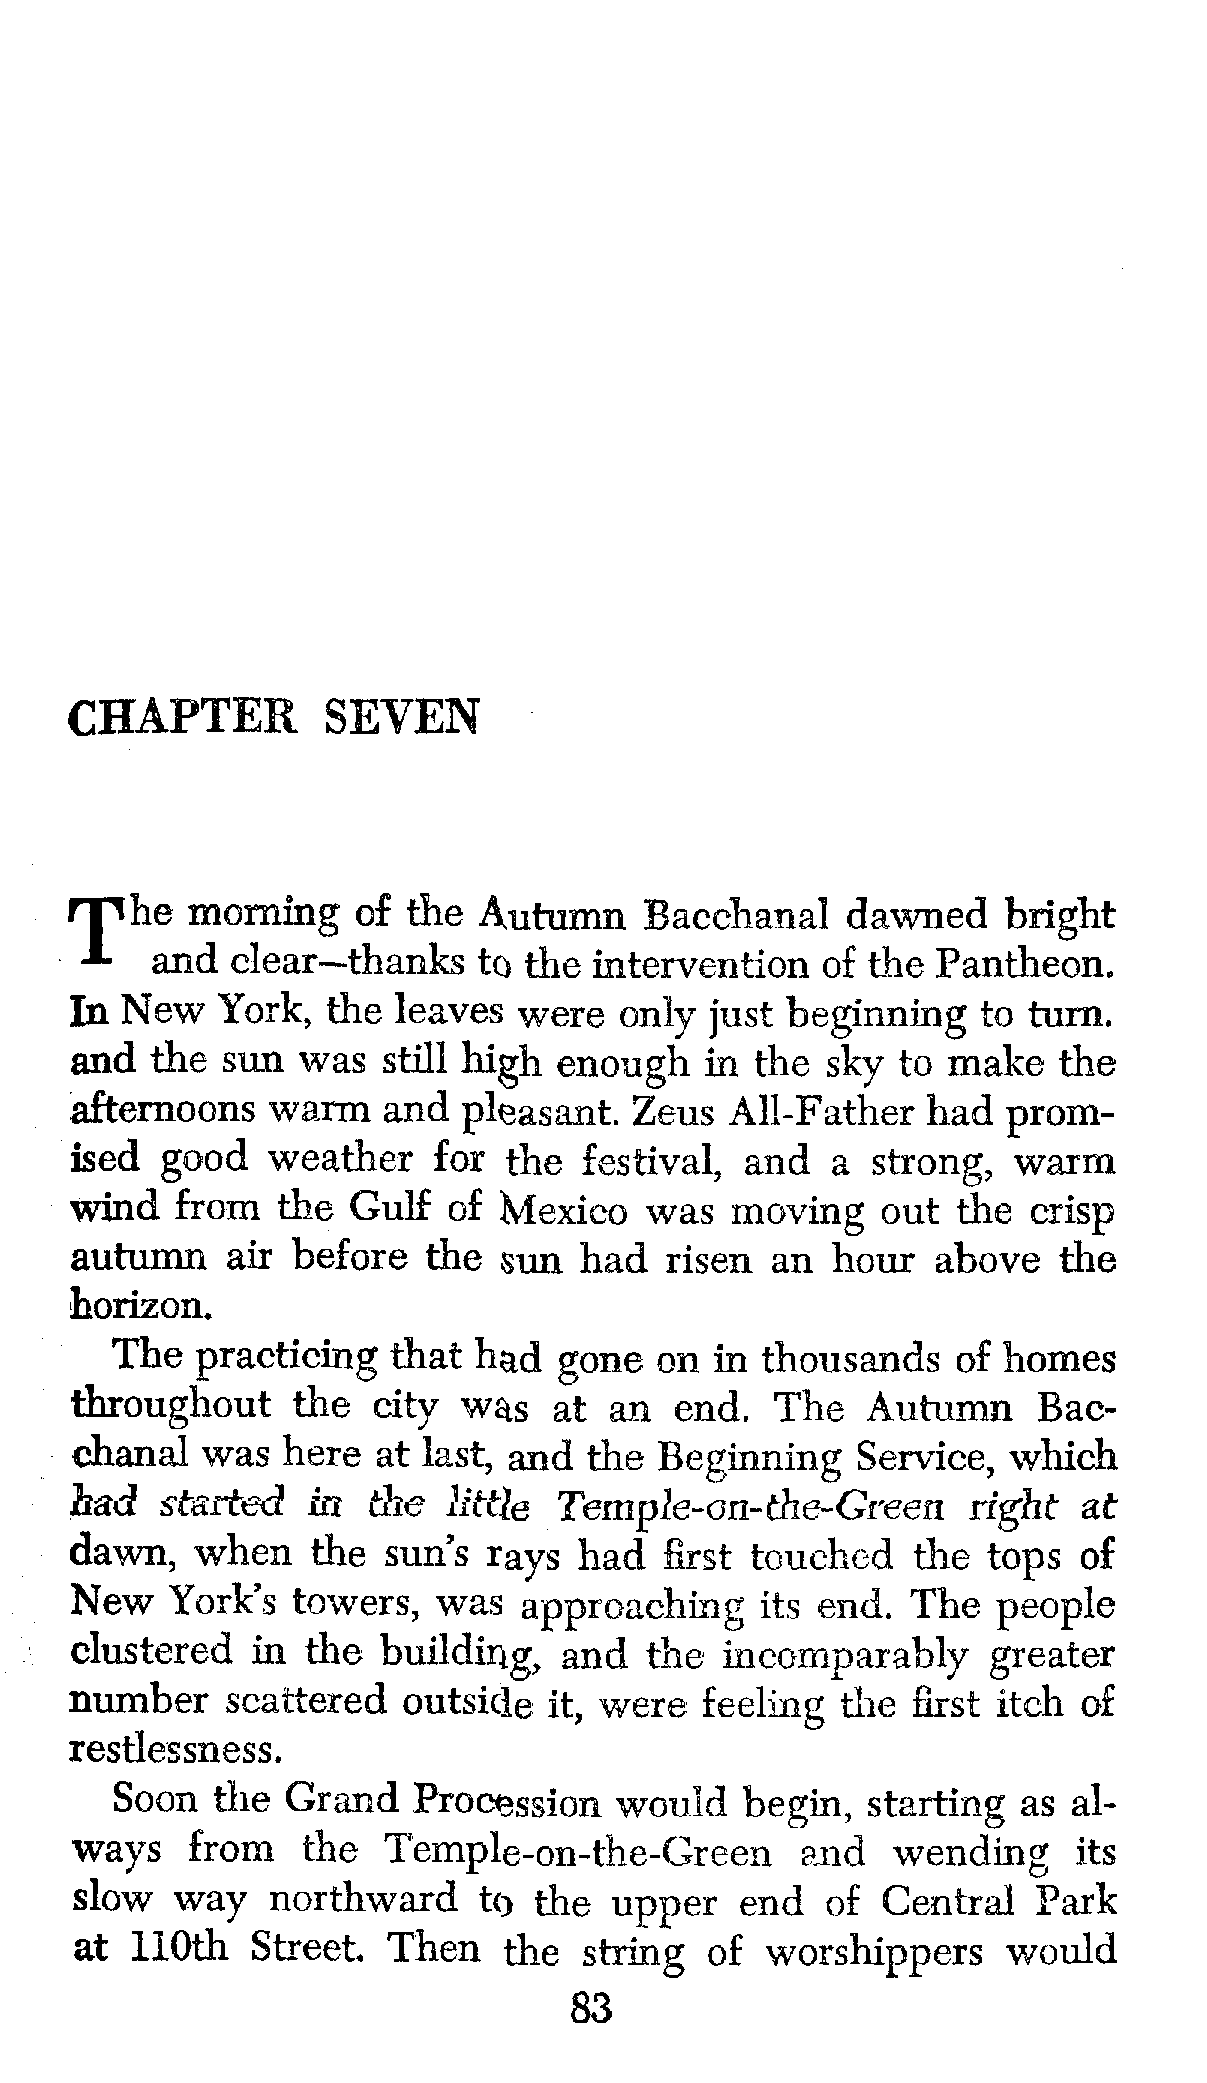 CHAPTER SEVEN
The morning of the Autumn Bacchanal dawned bright
and clear—thanks to the intervention of the Pantheon.
In New York, the leaves were only just beginning to turn.
and the sun was still high enough in the sky to make the
afternoons warm and pleasant. Zeus All-Father had prom-
ised good weather for the festival, and a strong, warm
wind from the Gulf of Mexico was moving out the crisp
autumn air before the sun had risen an hour above the
horizon.
The practicing that had gone on in thousands of homes
throughout the city was at an end. The Autumn Bac-
chanal was here at last, and the Beginning Service, which
had started in the little Temple-on-the-Green right at
dawn, when the sun's rays had first touched the tops of
New York's towers, was approaching its end. The people
clustered in the building, and the incomparably greater
number scattered outside it, were feeling the first itch of
restlessness.
Soon the Grand Procession would begin, starting as al-
ways from the Temple-on-the-Green and wending its
slow way northward to the upper end of Central Park
at 110th Street. Then the string of worshippers would
83